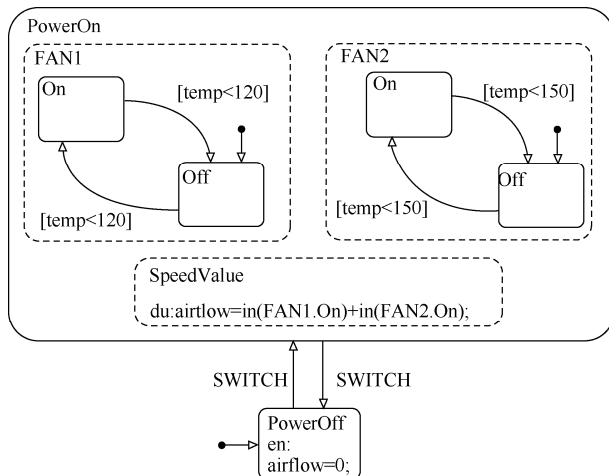 PowerOn
FAN1
On
[temp<120]
Off
[temp<120]
FAN2
On
[temp<150]
Off
[temp<150]
SpeedValue
du:airtlow=in(FAN1.On)+in(FAN2.On);
SWITCH
SWITCH
PowerOff
en:
airflow=0;